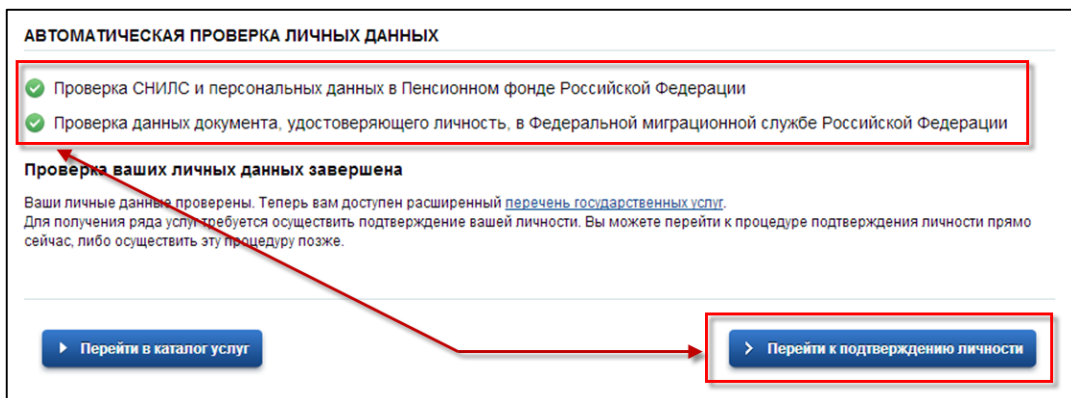 АВТОМАТИЧЕСКАЯ ПРОВЕРКА ЛИЧНЫХ ДАННЫХ
Проверка СНИЛС и персональных данных в Пенсионном фонде Российской Федерации
Проверка данных документа, удостоверяющего личность, в Федеральной миграционной службе Российской Федерации
Проверка ваших личных данных завершена
Ваши личные данные проверены. Теперь вам доступен расширенный перечень государственных услуг.
Для получения ряда услуг требуется осуществить подтверждение вашей личности. Вы можете перейти к процедуре подтверждения личности прямо
сейчас, либо осуществить эту процедуру позже.
Перейти в каталог услуг
Перейти к подтверждению личности